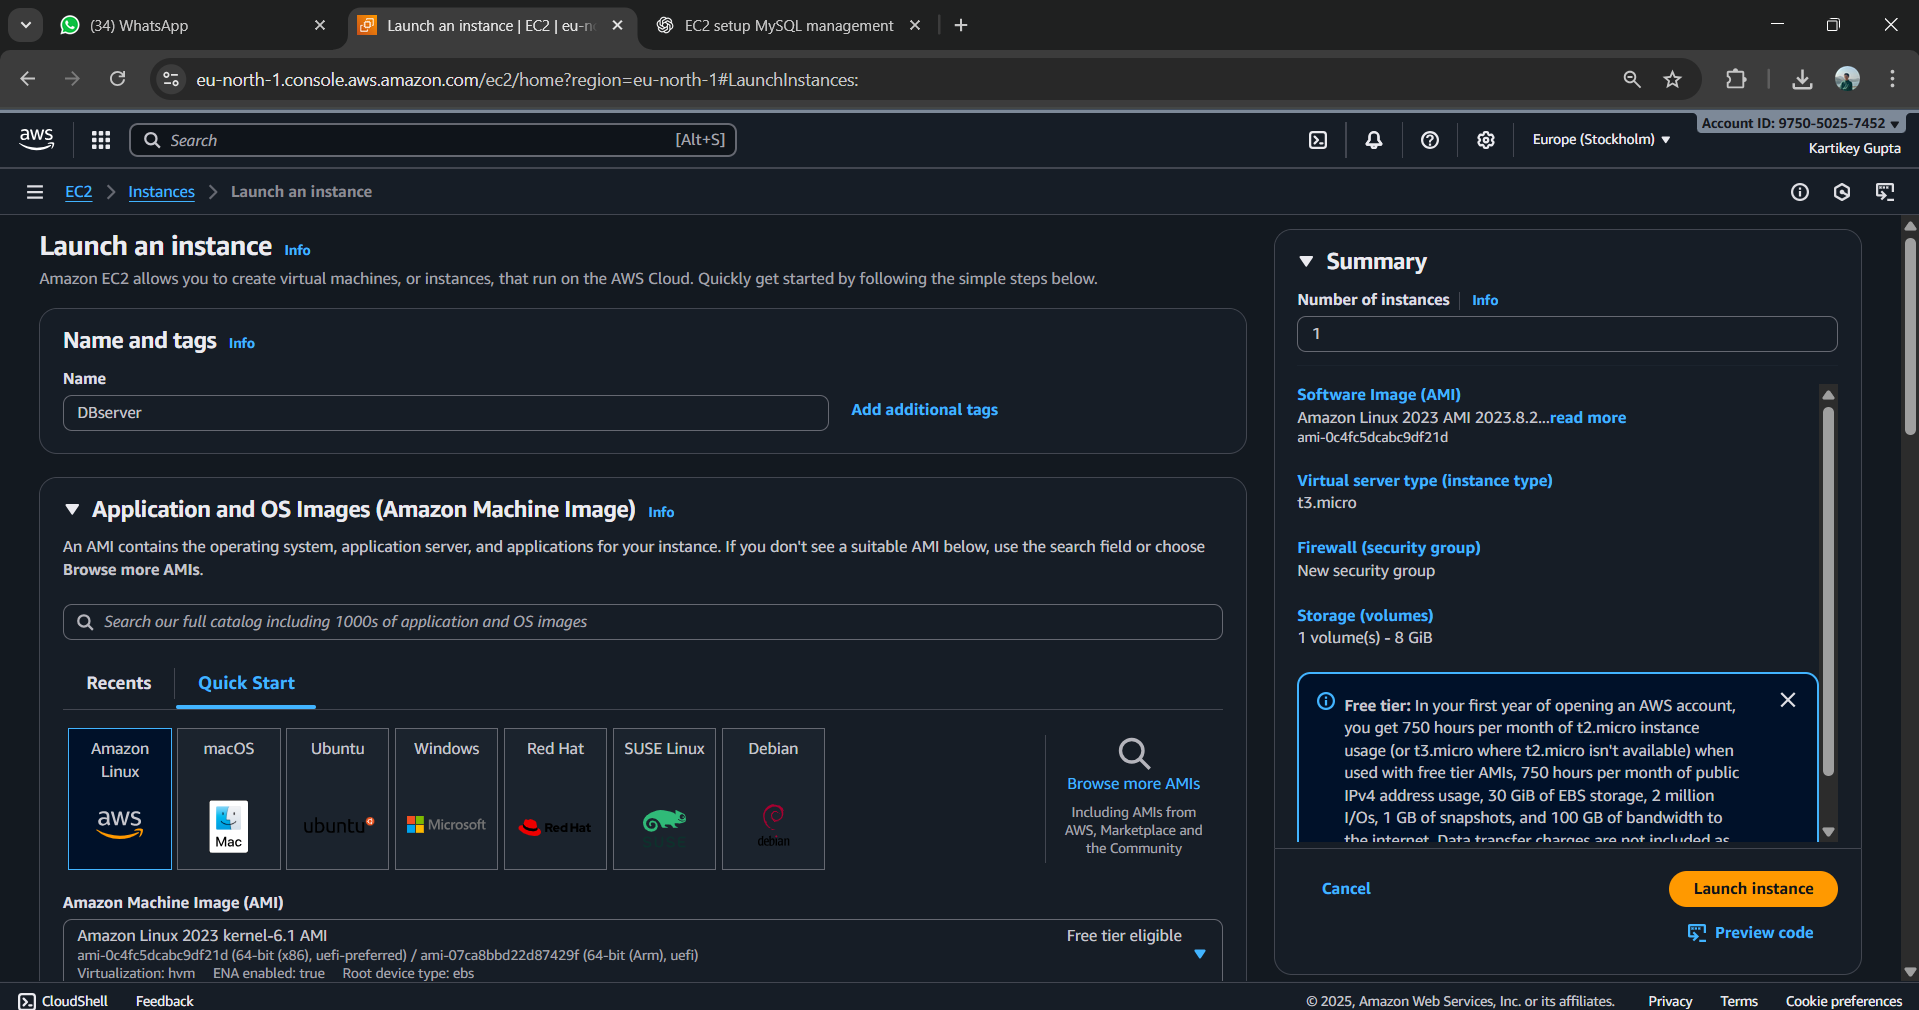 (34) WhatsApp
Launch an instance | EC2 | eu-n
EC2 setup MySQL management
eu-north-1.console.aws.amazon.com/ec2/home?region=eu-north-1#LaunchInstances:
aws
Search
[Alt+S]
Europe (Stockholm)
Account ID: 9750-5025-7452
Kartikey Gupta
EC2
Instances
Launch an instance
Launch an instance Info
Amazon EC2 allows you to create virtual machines, or instances, that run on the AWS Cloud. Quickly get started by following the simple steps below.
Name and tags Info
Name
DBserver
Add additional tags
Application and OS Images (Amazon Machine Image) Info
An AMI contains the operating system, application server, and applications for your instance. If you don't see a suitable AMI below, use the search field or choose
Browse more AMIs.
Search our full catalog including 1000s of application and OS images
Recents
Quick Start
Amazon
Linux
aws
macOS
Mac
Ubuntu
ubuntu
Windows
Microsoft
Red Hat
Red Hat
SUSE Linux
SUSE
Debian
debian
Browse more AMIs
Including AMIs from
AWS, Marketplace and
the Community
Amazon Machine Image (AMI)
Amazon Linux 2023 kernel-6.1 AMI
Free tier eligible
ami-0c4fc5dcabc9df21d (64-bit (x86), uefi-preferred) / ami-07ca8bbd22d87429f (64-bit (Arm), uefi)
Virtualization: hvm ENA enabled: true Root device type: ebs
Summary
Number of instances Info
1
Software Image (AMI)
Amazon Linux 2023 AMI 2023.8.2...read more
ami-0c4fc5dcabc9df21d
Virtual server type (instance type)
t3.micro
Firewall (security group)
New security group
Storage (volumes)
1 volume(s) - 8 GiB
Free tier: In your first year of opening an AWS account,
you get 750 hours per month of t2.micro instance
usage (or t3.micro where t2.micro isn't available) when
used with free tier AMIs, 750 hours per month of public
IPv4 address usage, 30 GiB of EBS storage, 2 million
I/Os, 1 GB of snapshots, and 100 GB of bandwidth to
the internet. Data transfer charges are not included as
Cancel
Launch instance
Preview code
CloudShell
Feedback
© 2025, Amazon Web Services, Inc. or its affiliates.
Privacy
Terms
Cookie preferences